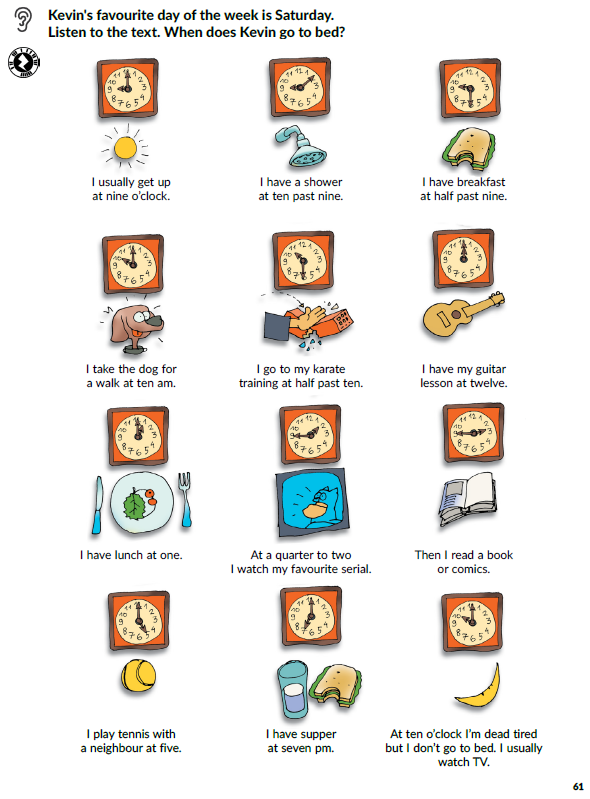 Kevin's favourite day of the week is Saturday.
Listen to the text. When does Kevin go to bed?
I usually get up
at nine o'clock.
I have a shower
at ten past nine.
I have breakfast
at half past nine.
I take the dog for
a walk at ten am.
I go to my karate
training at half past ten.
I have my guitar
lesson at twelve.
I have lunch at one.
At a quarter to two
I watch my favourite serial.
Then I read a book
or comics.
I play tennis with
a neighbour at five.
I have supper
at seven pm.
At ten o'clock I'm dead tired
but I don't go to bed. I usually
watch TV.
61